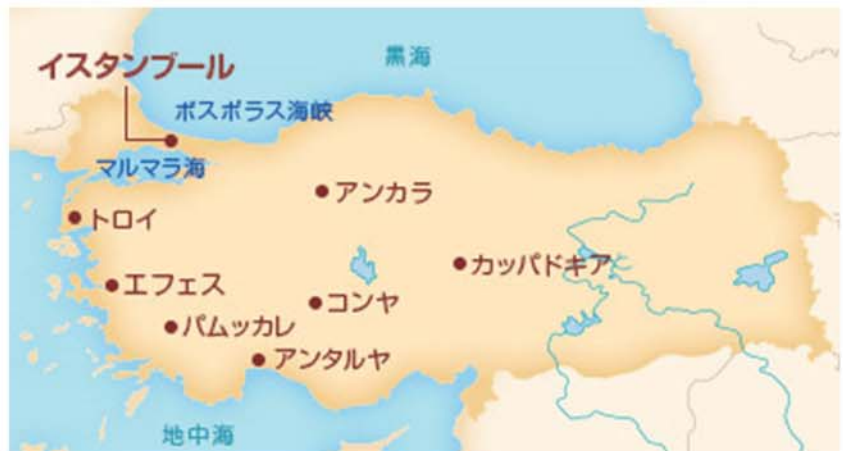 黒海
イスタンブール
ボスポラス海峡
マルマラ海
アンカラ
トロイ
カッパドキア
エフェス
コンヤ
パムッカレ
アンタルヤ
地中海